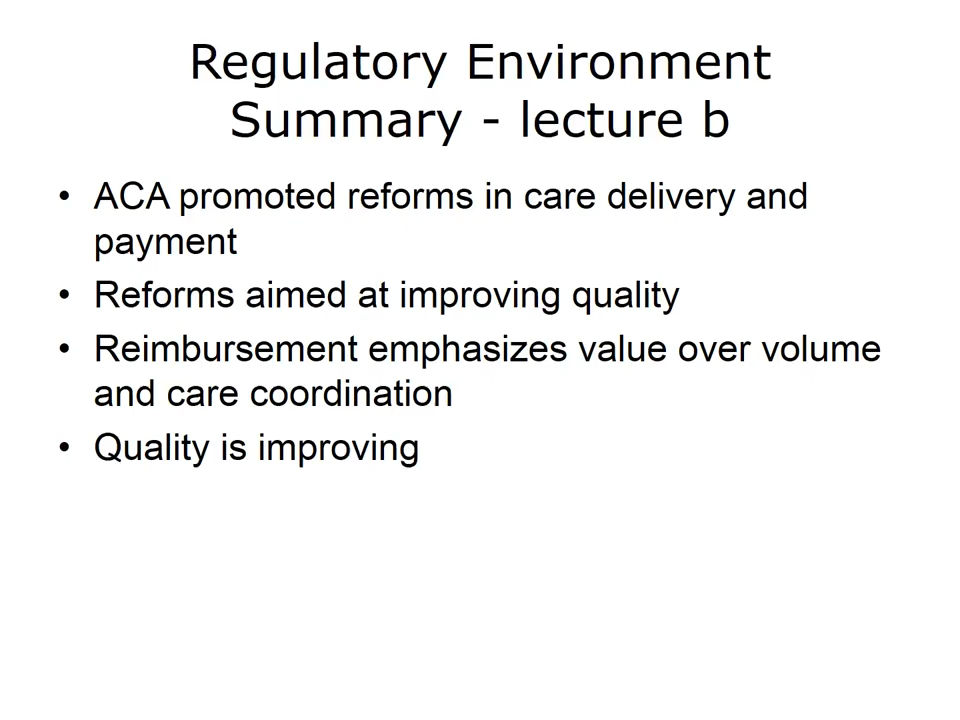 Regulatory Environment
Summary - lecture b
• ACA promoted reforms in care delivery and
payment
• Reforms aimed at improving quality
• Reimbursement emphasizes value over volume
and care coordination
• Quality is improving